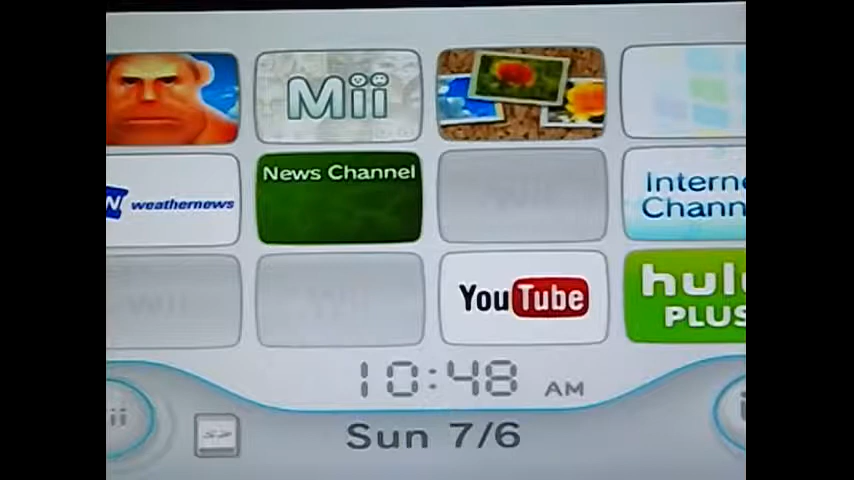 Mii
weathernews
News Channel
Interne
Chann
YouTube
hulu
PLUS
10:48 AM
Sun 7/6